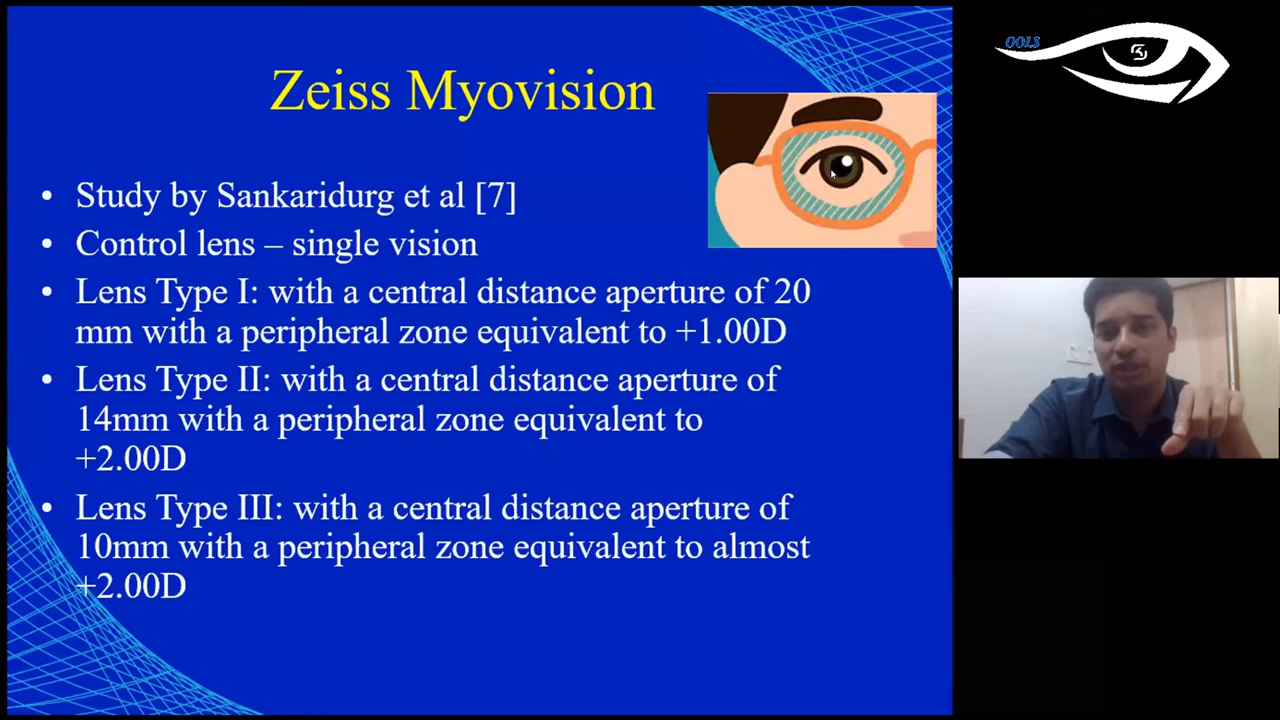 Zeiss Myovision
OOLS
• Study by Sankaridurg et al [7]
• Control lens – single vision
• Lens Type I: with a central distance aperture of 20
mm with a peripheral zone equivalent to +1.00D
• Lens Type II: with a central distance aperture of
14mm with a peripheral zone equivalent to
+2.00D
• Lens Type III: with a central distance aperture of
10mm with a peripheral zone equivalent to almost
+2.00D